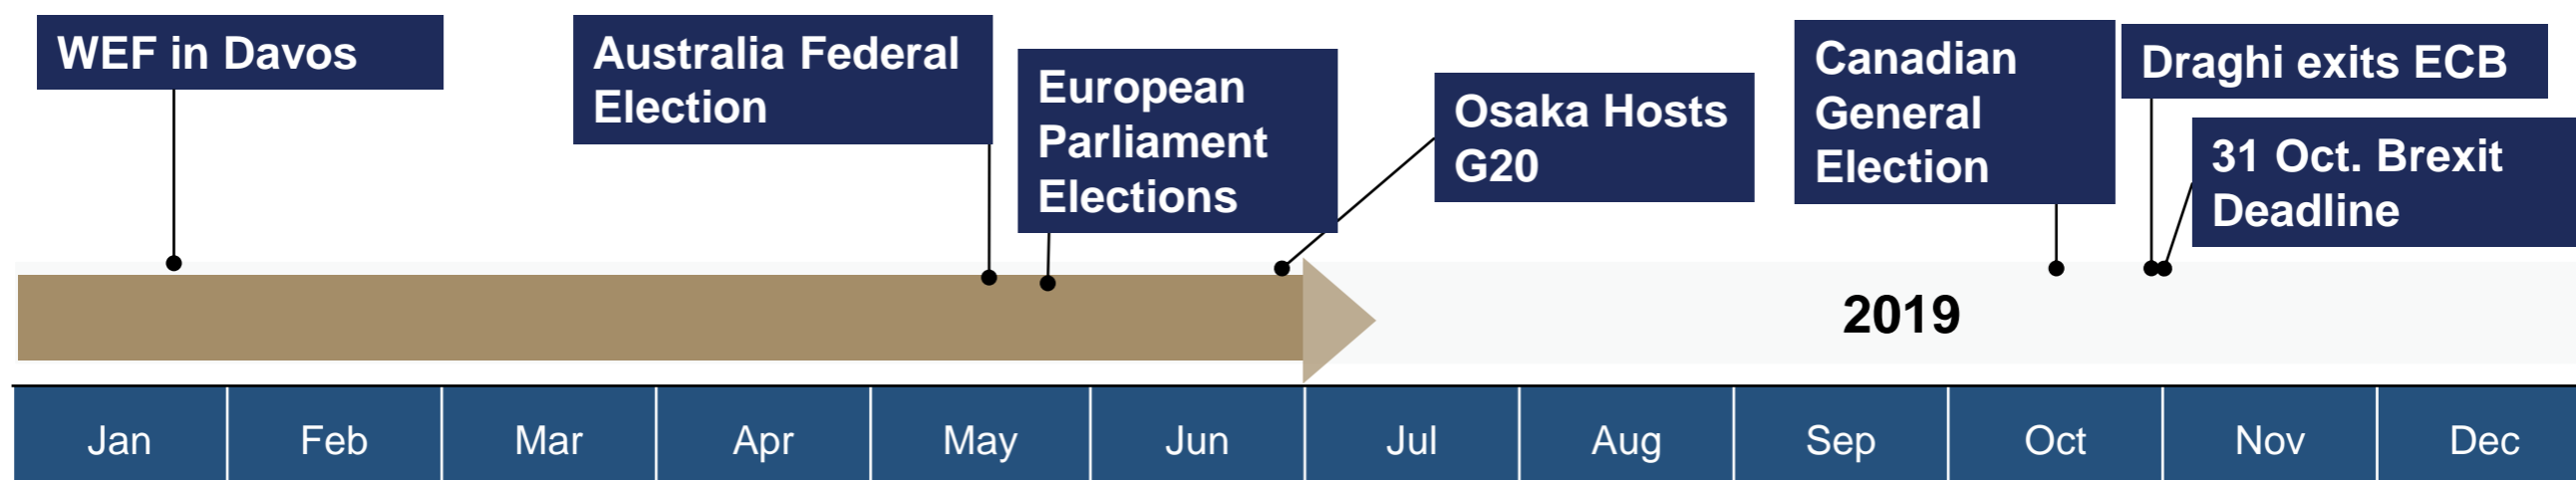 WEF in Davos
Australia Federal
Election
European
Parliament
Elections
Osaka Hosts
G20
Canadian
General
Election
Draghi exits ECB
31 Oct. Brexit
Deadline
2019
Jan
Feb
Mar
Apr
May
Jun
Jul
Aug
Sep
Oct
Nov
Dec